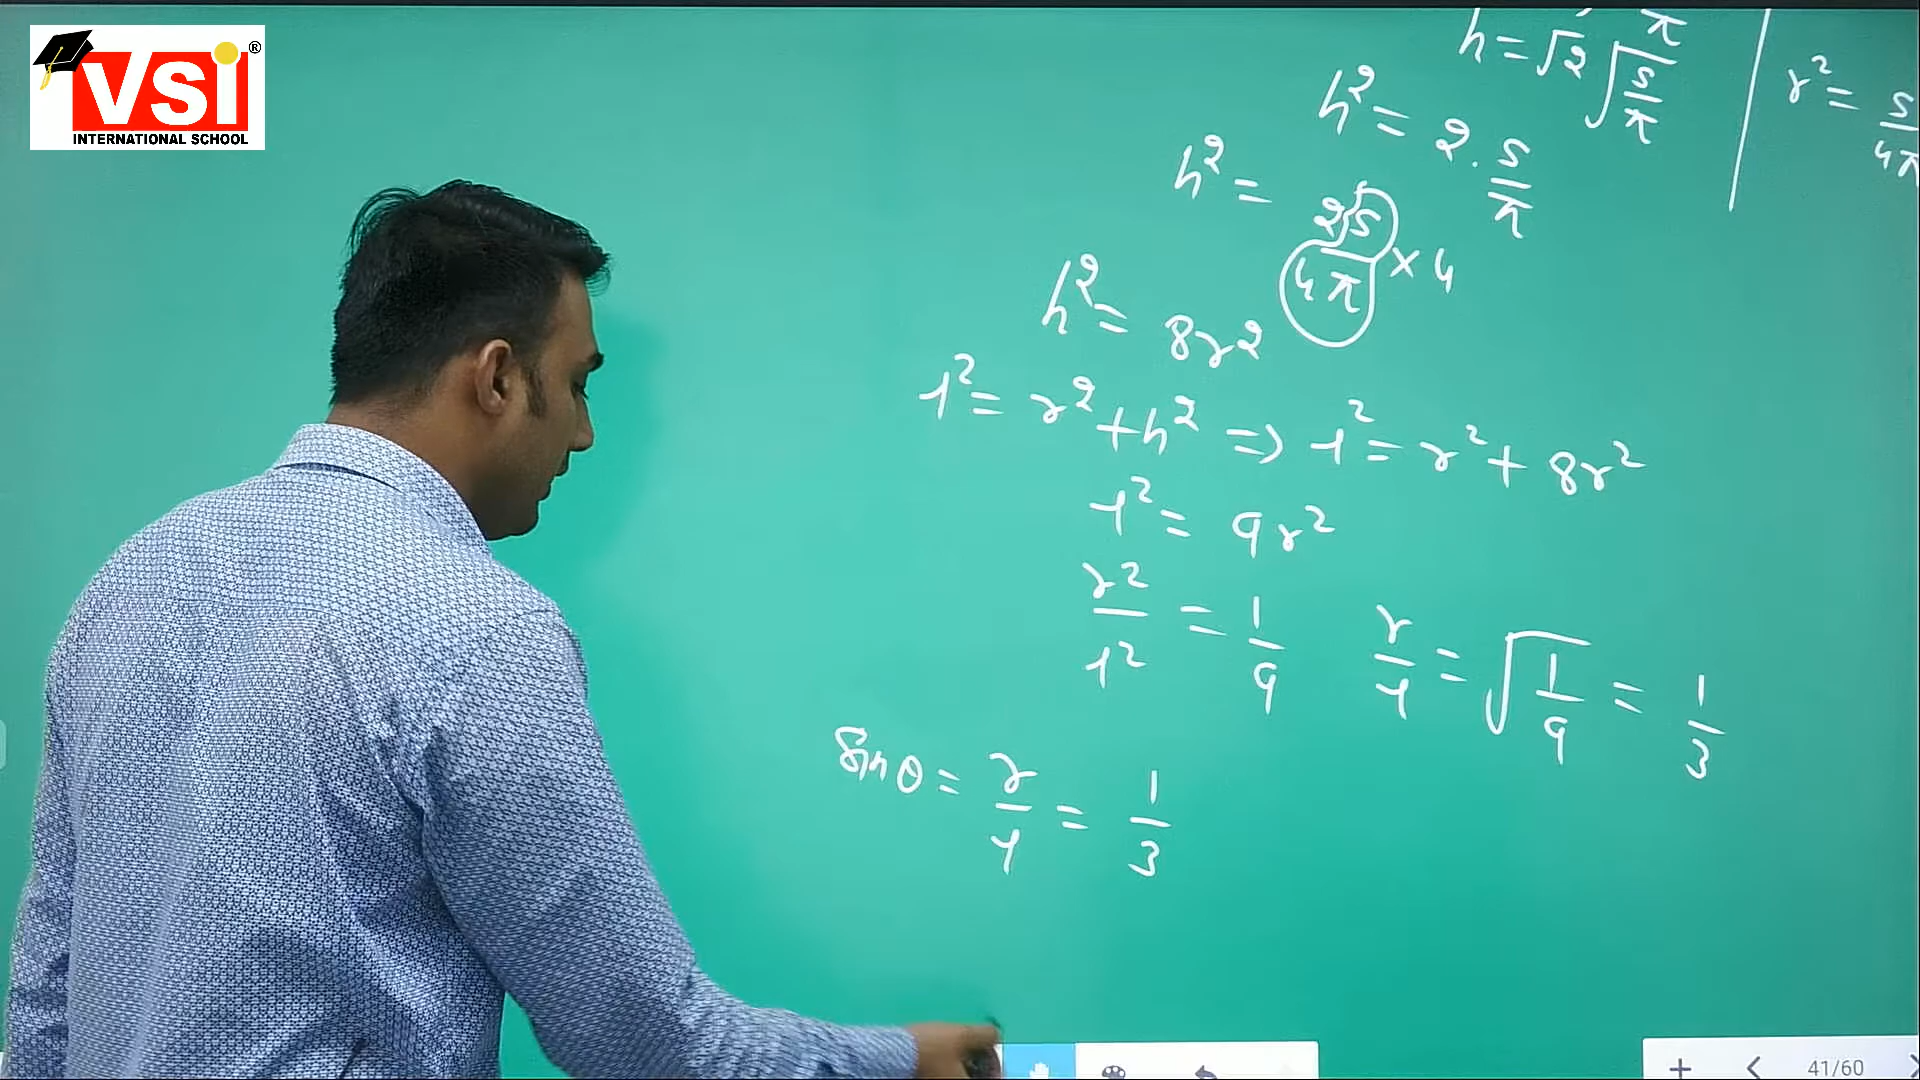 VSI ®
INTERNATIONAL SCHOOL
π
h = √2 √(s/π)
r² = s/4π
h² = 2 . s/π
h² = 2s/4π × 4
h² = 8r²
l² = r² + h² ⇒ l² = r² + 8r²
l² = 9r²
r²/l² = 1/9 r/l = √(1/9) = 1/3
sin θ = r/l = 1/3
41/60